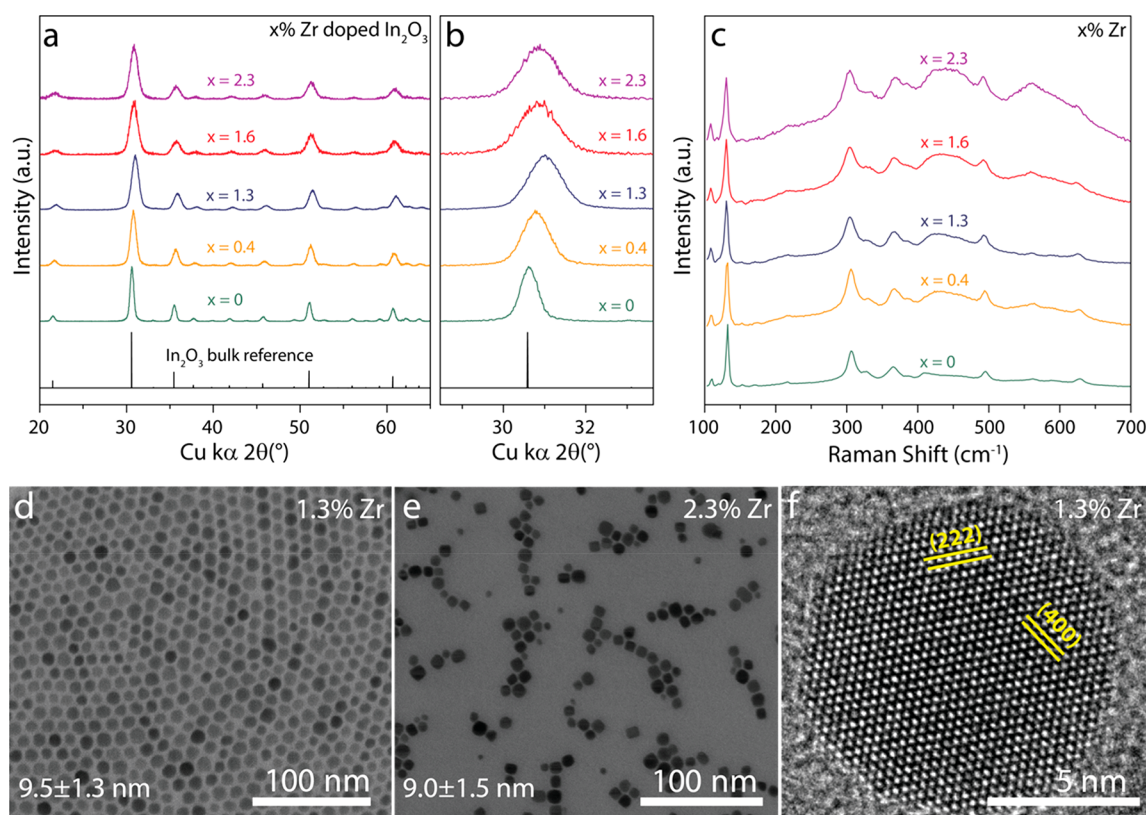 a
x% Zr doped In₂O₃
x = 2.3
x = 1.6
x = 1.3
x = 0.4
x = 0
In₂O₃ bulk reference
Intensity (a.u.)
20 30 40 50 60
Cu kα 2θ(°)
b
x = 2.3
x = 1.6
x = 1.3
x = 0.4
x = 0
30 32
Cu kα 2θ(°)
c
x% Zr
x = 2.3
x = 1.6
x = 1.3
x = 0.4
x = 0
Intensity (a.u.)
100 200 300 400 500 600 700
Raman Shift (cm⁻¹)
d
1.3% Zr
9.5±1.3 nm
100 nm
e
2.3% Zr
9.0±1.5 nm
100 nm
f
1.3% Zr
(222)
(400)
5 nm